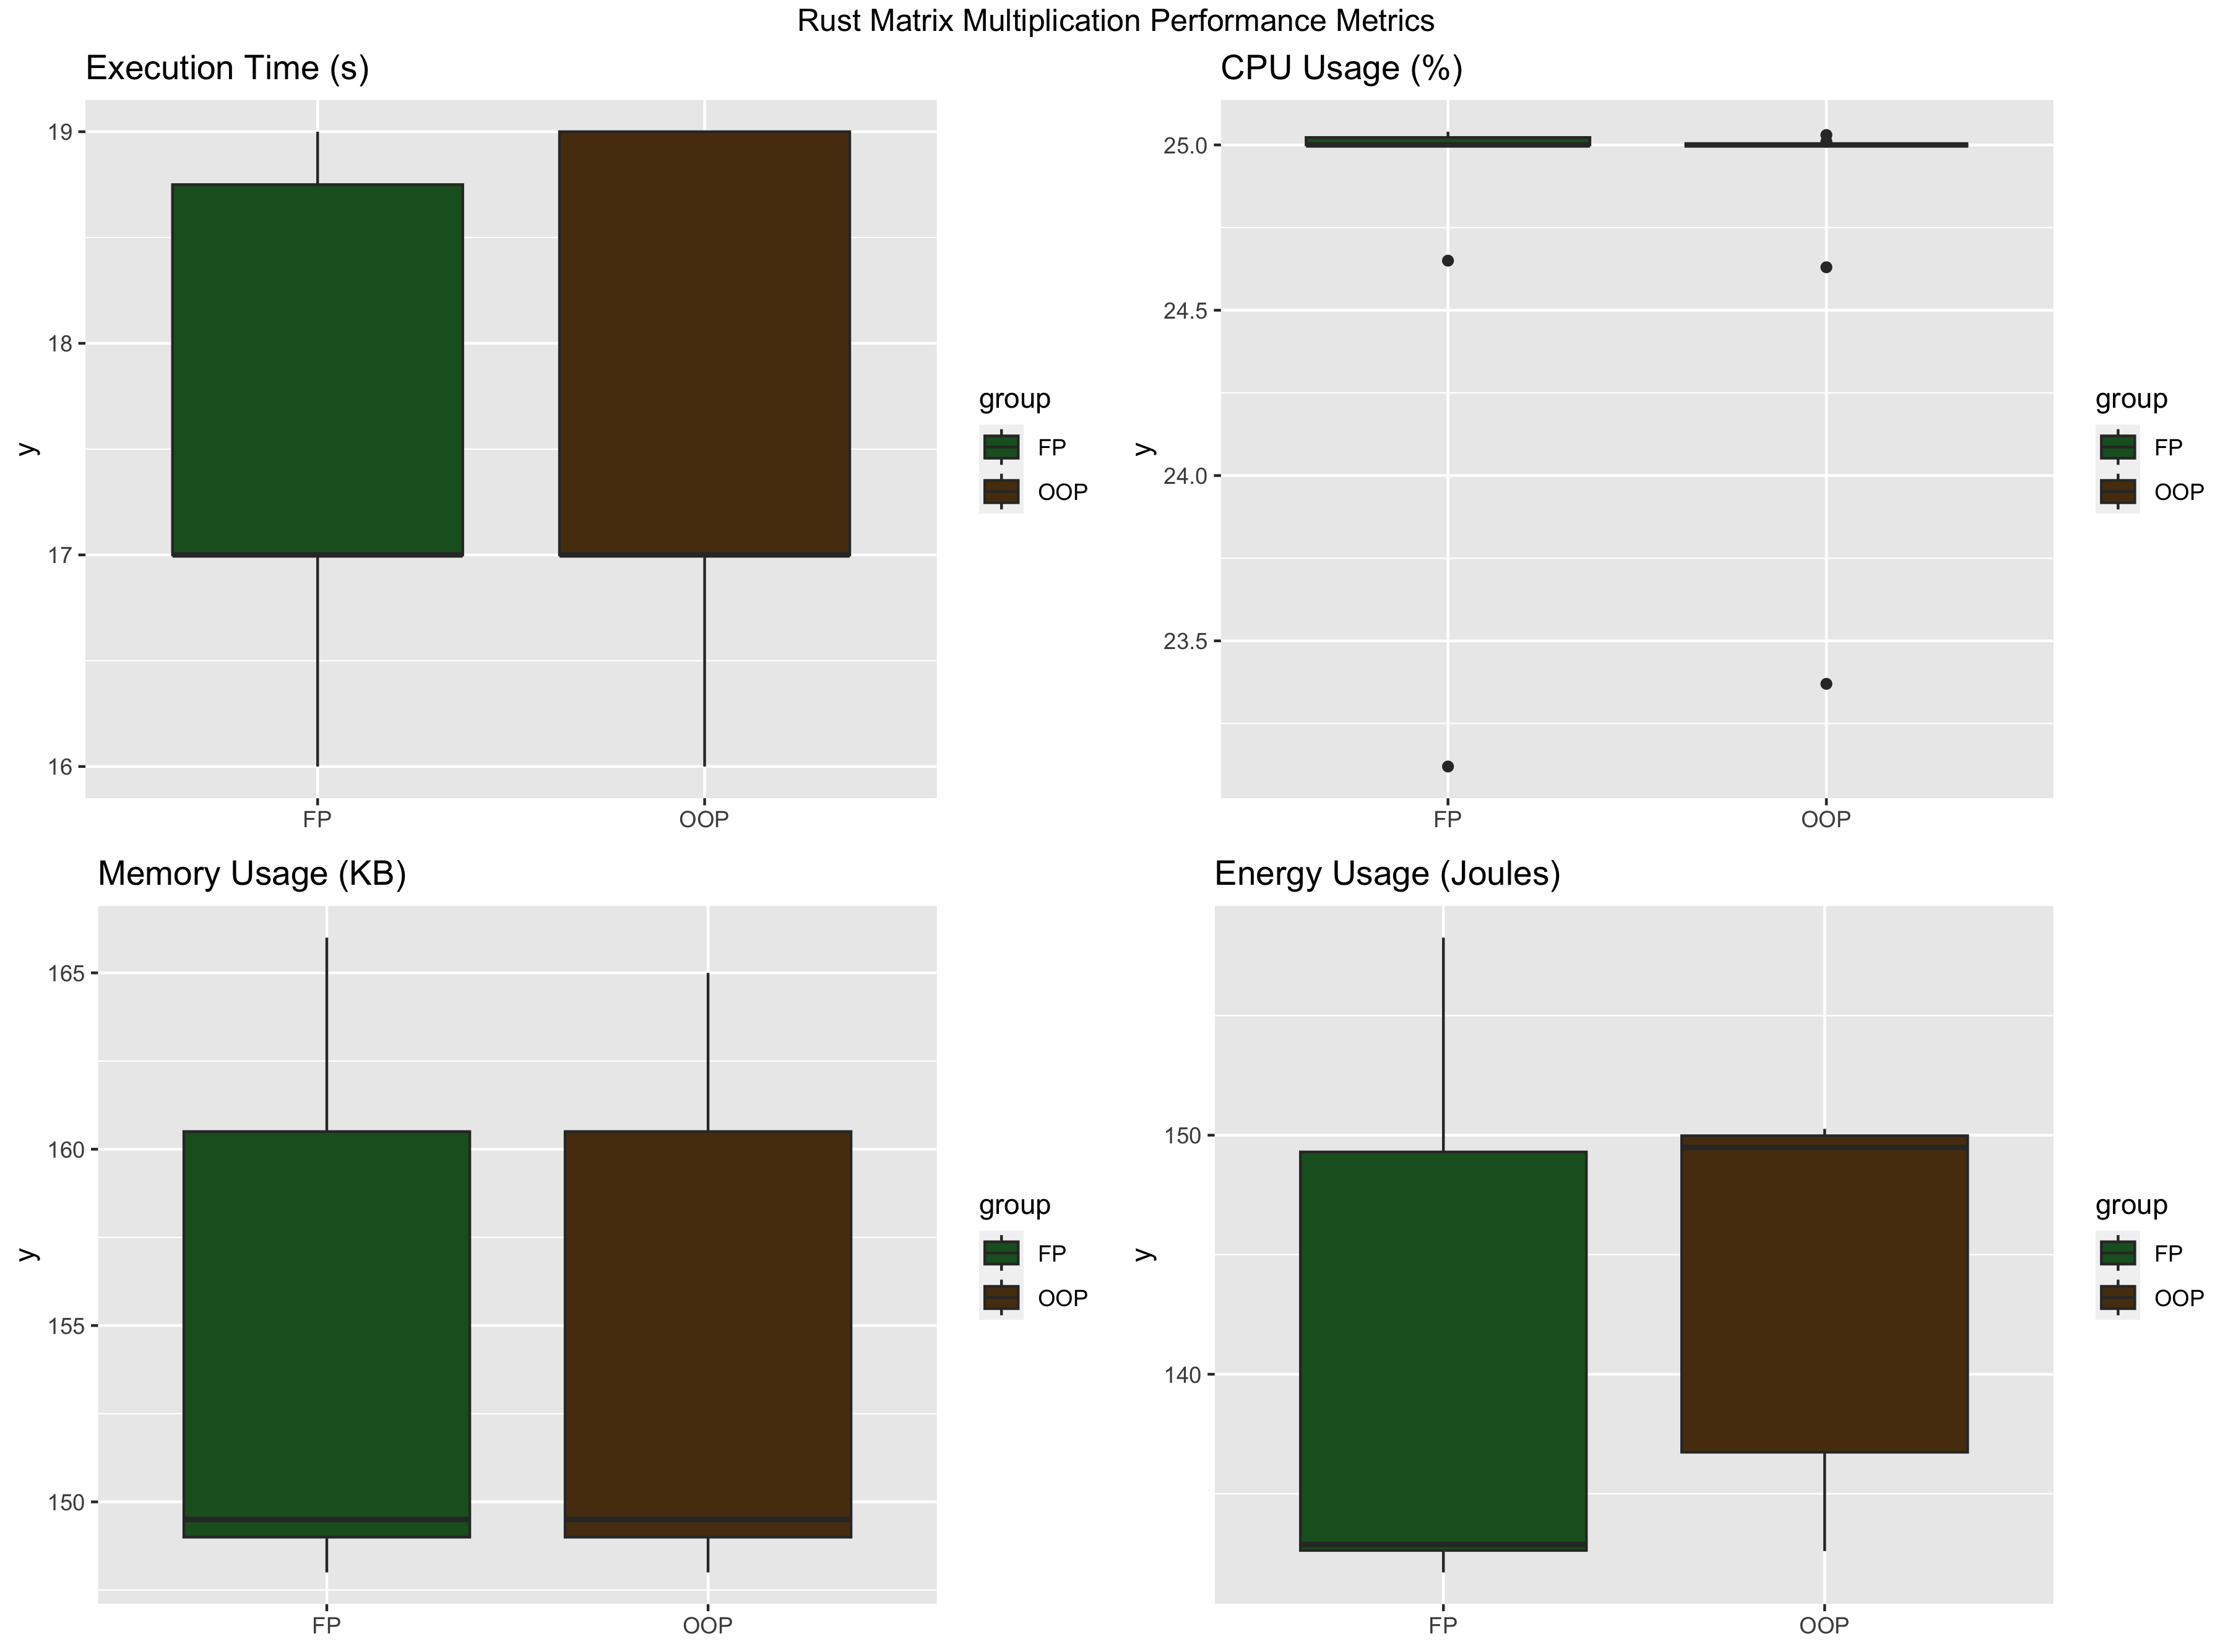 Rust Matrix Multiplication Performance Metrics
Execution Time (s)
19
18
17
16
y
FP
OOP
group
FP
OOP
CPU Usage (%)
25.0
24.5
24.0
23.5
y
FP
OOP
group
FP
OOP
Memory Usage (KB)
165
160
155
150
y
FP
OOP
group
FP
OOP
Energy Usage (Joules)
150
140
y
FP
OOP
group
FP
OOP